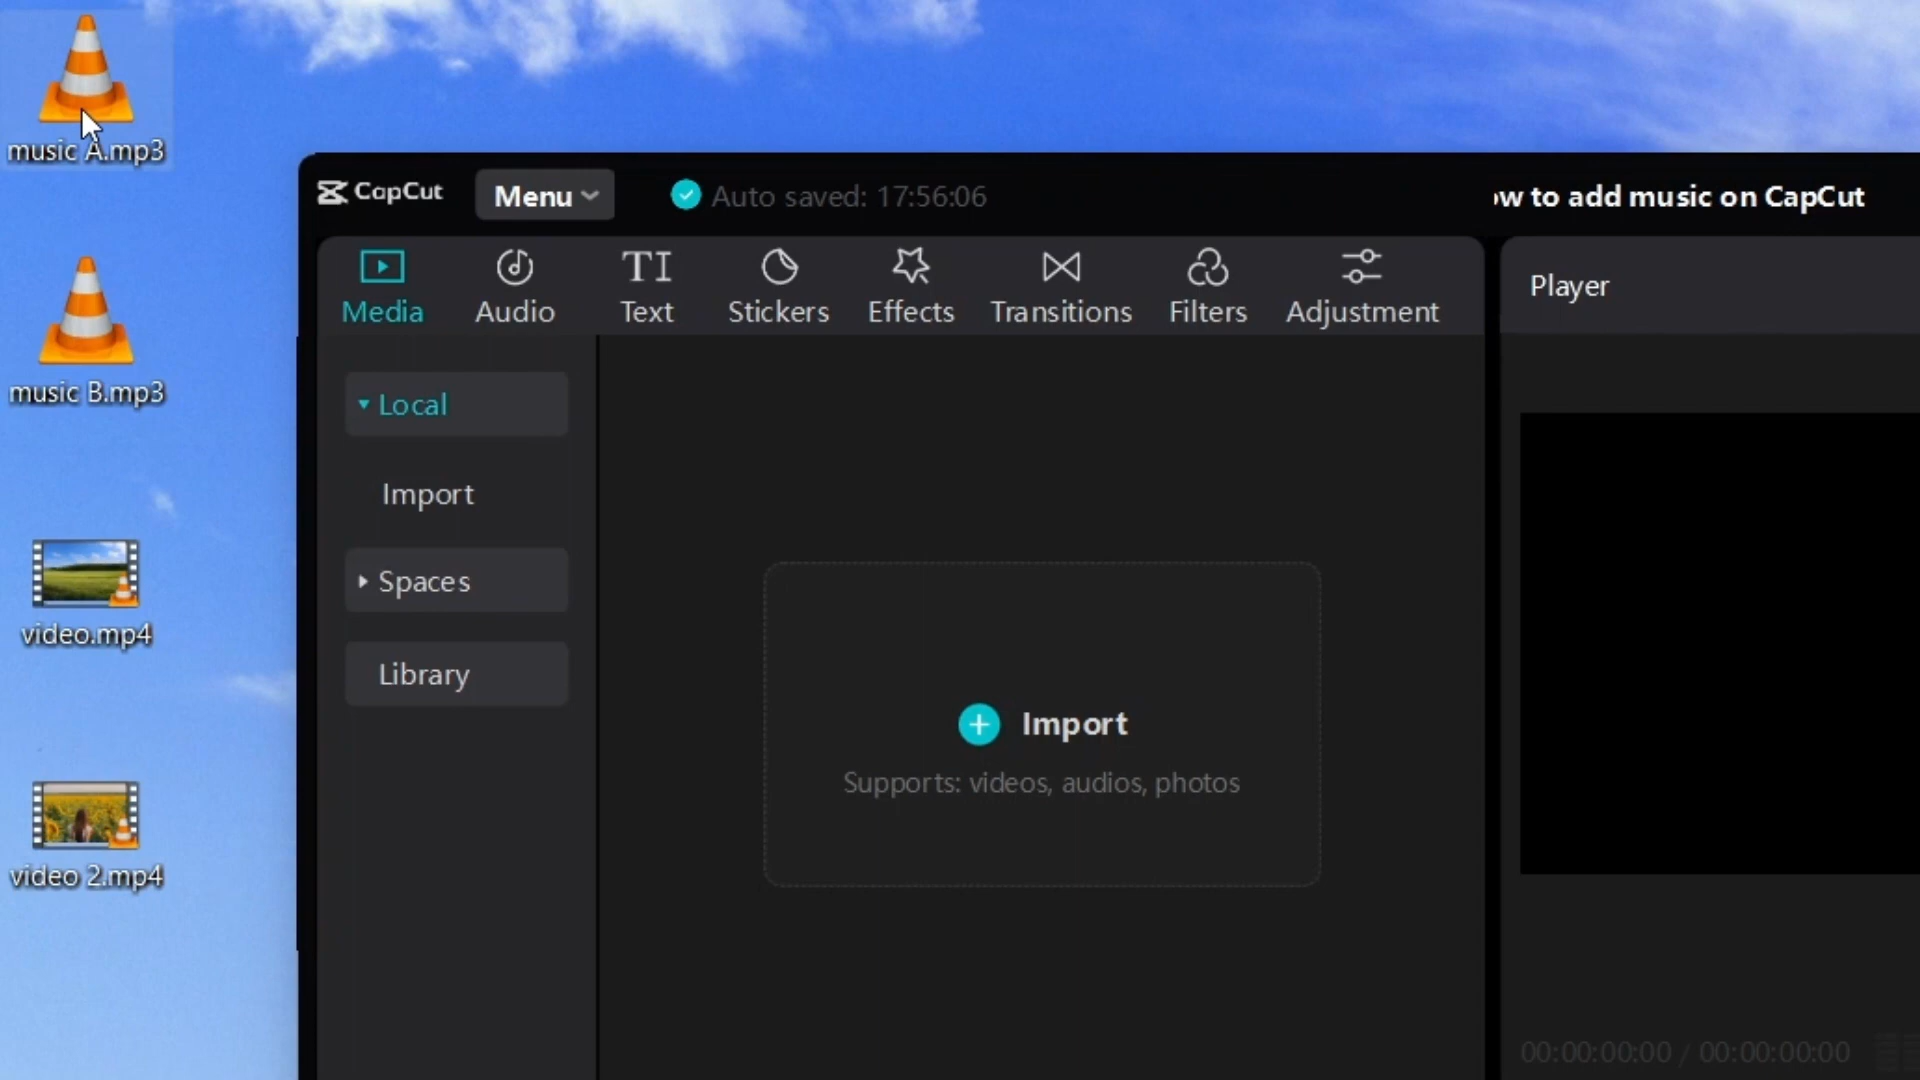 music A.mp3
music B.mp3
video.mp4
video 2.mp4
CapCut
Menu
Auto saved: 17:56:06
ow to add music on CapCut
Media
Audio
TI
Text
Stickers
Effects
Transitions
Filters
Adjustment
Player
Local
Import
Spaces
Library
Import
Supports: videos, audios, photos
00:00:00:00 / 00:00:00:00